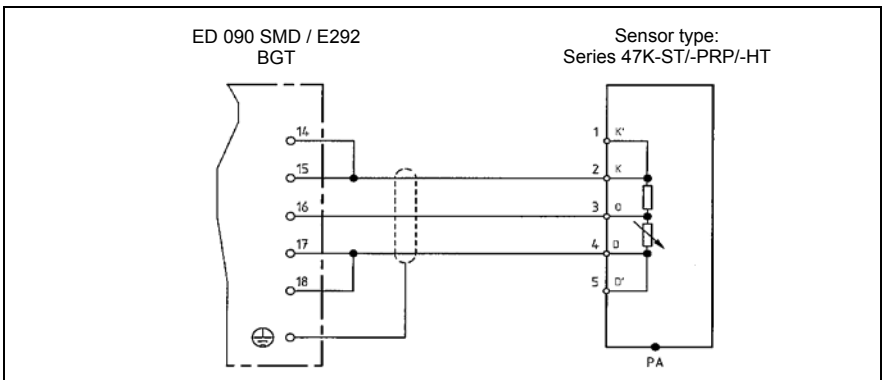 ED 090 SMD / E292
BGT
Sensor type:
Series 47K-ST/-PRP/-HT
14
15
16
17
18
1 K'
2 K
3 O
4 D
5 D'
PA